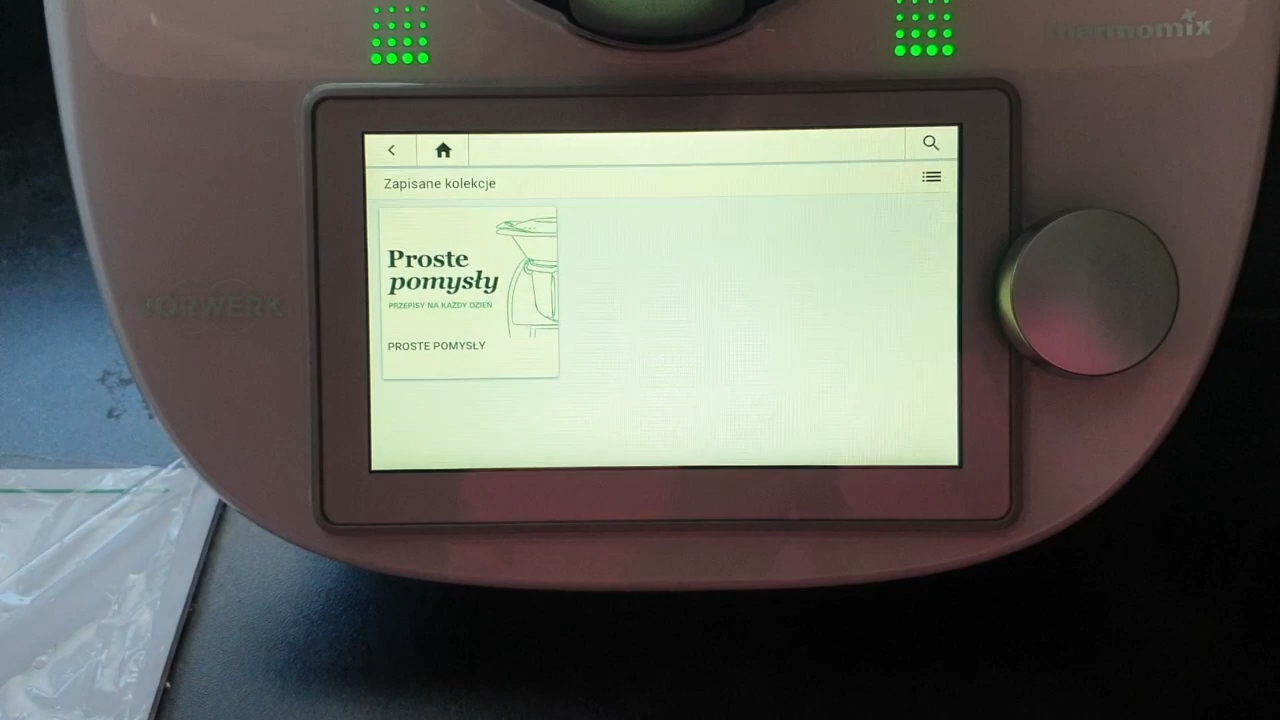 thermomix
Zapisane kolekcje
Proste
pomysły
PRZEPISY NA KAŻDY DZIEŃ
PROSTE POMYSŁY
VORWERK